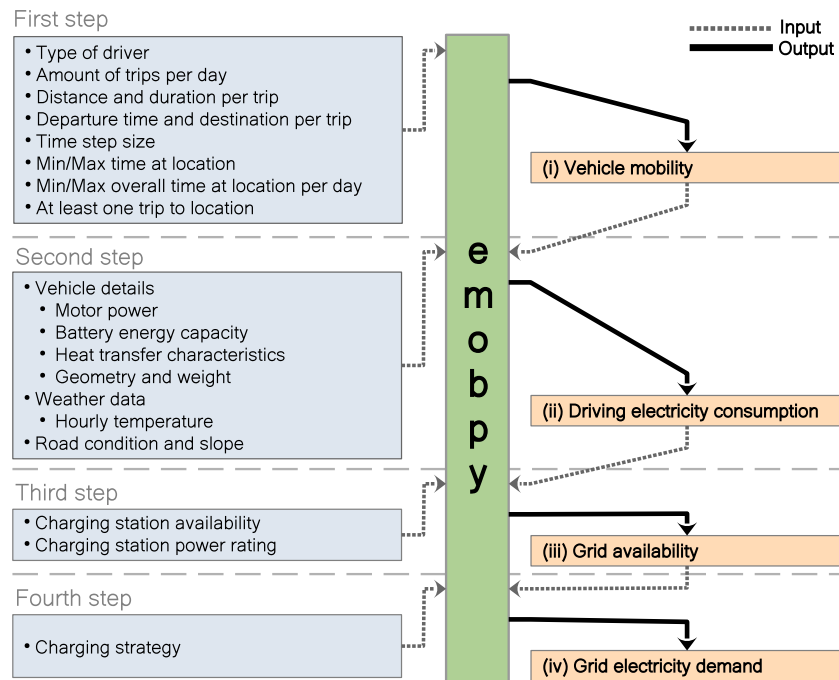 First step
Input
Output
• Type of driver
• Amount of trips per day
• Distance and duration per trip
• Departure time and destination per trip
• Time step size
• Min/Max time at location
• Min/Max overall time at location per day
• At least one trip to location
(i) Vehicle mobility
emobpy
Second step
• Vehicle details
• Motor power
• Battery energy capacity
• Heat transfer characteristics
• Geometry and weight
• Weather data
• Hourly temperature
• Road condition and slope
(ii) Driving electricity consumption
Third step
• Charging station availability
• Charging station power rating
(iii) Grid availability
Fourth step
• Charging strategy
(iv) Grid electricity demand